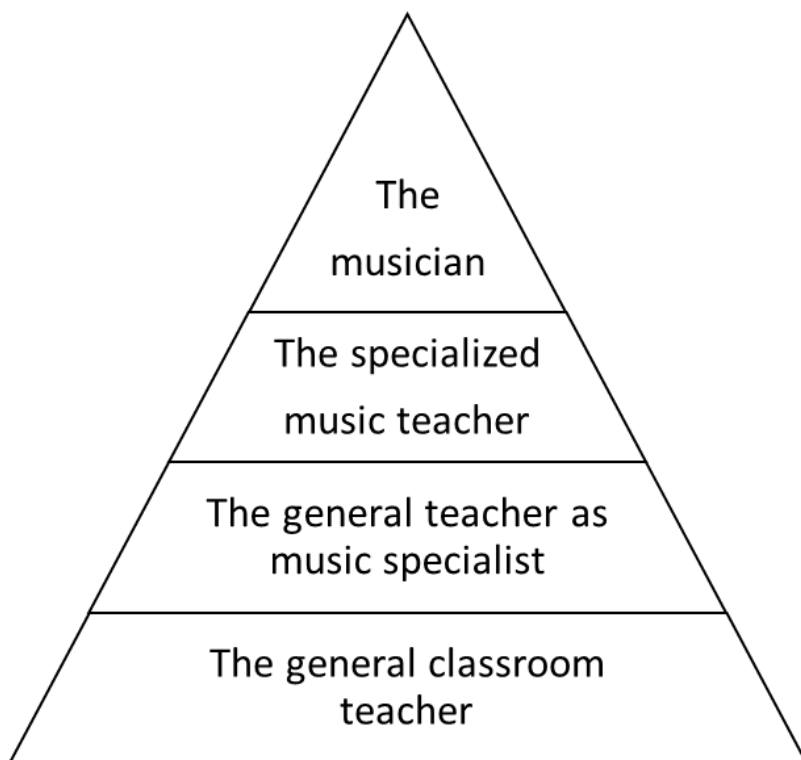 The
musician
The specialized
music teacher
The general teacher as
music specialist
The general classroom
teacher